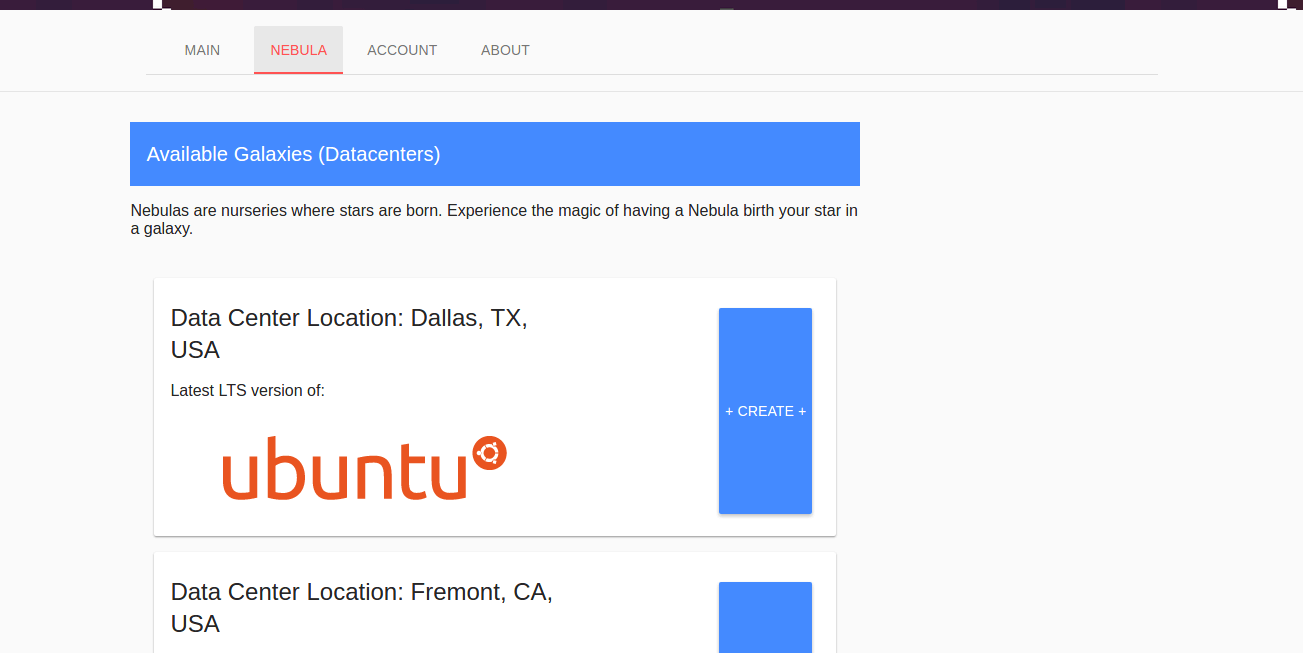 MAIN NEBULA ACCOUNT ABOUT
Available Galaxies (Datacenters)
Nebulas are nurseries where stars are born. Experience the magic of having a Nebula birth your star in
a galaxy.
Data Center Location: Dallas, TX,
USA
Latest LTS version of:
ubuntu
+ CREATE +
Data Center Location: Fremont, CA,
USA